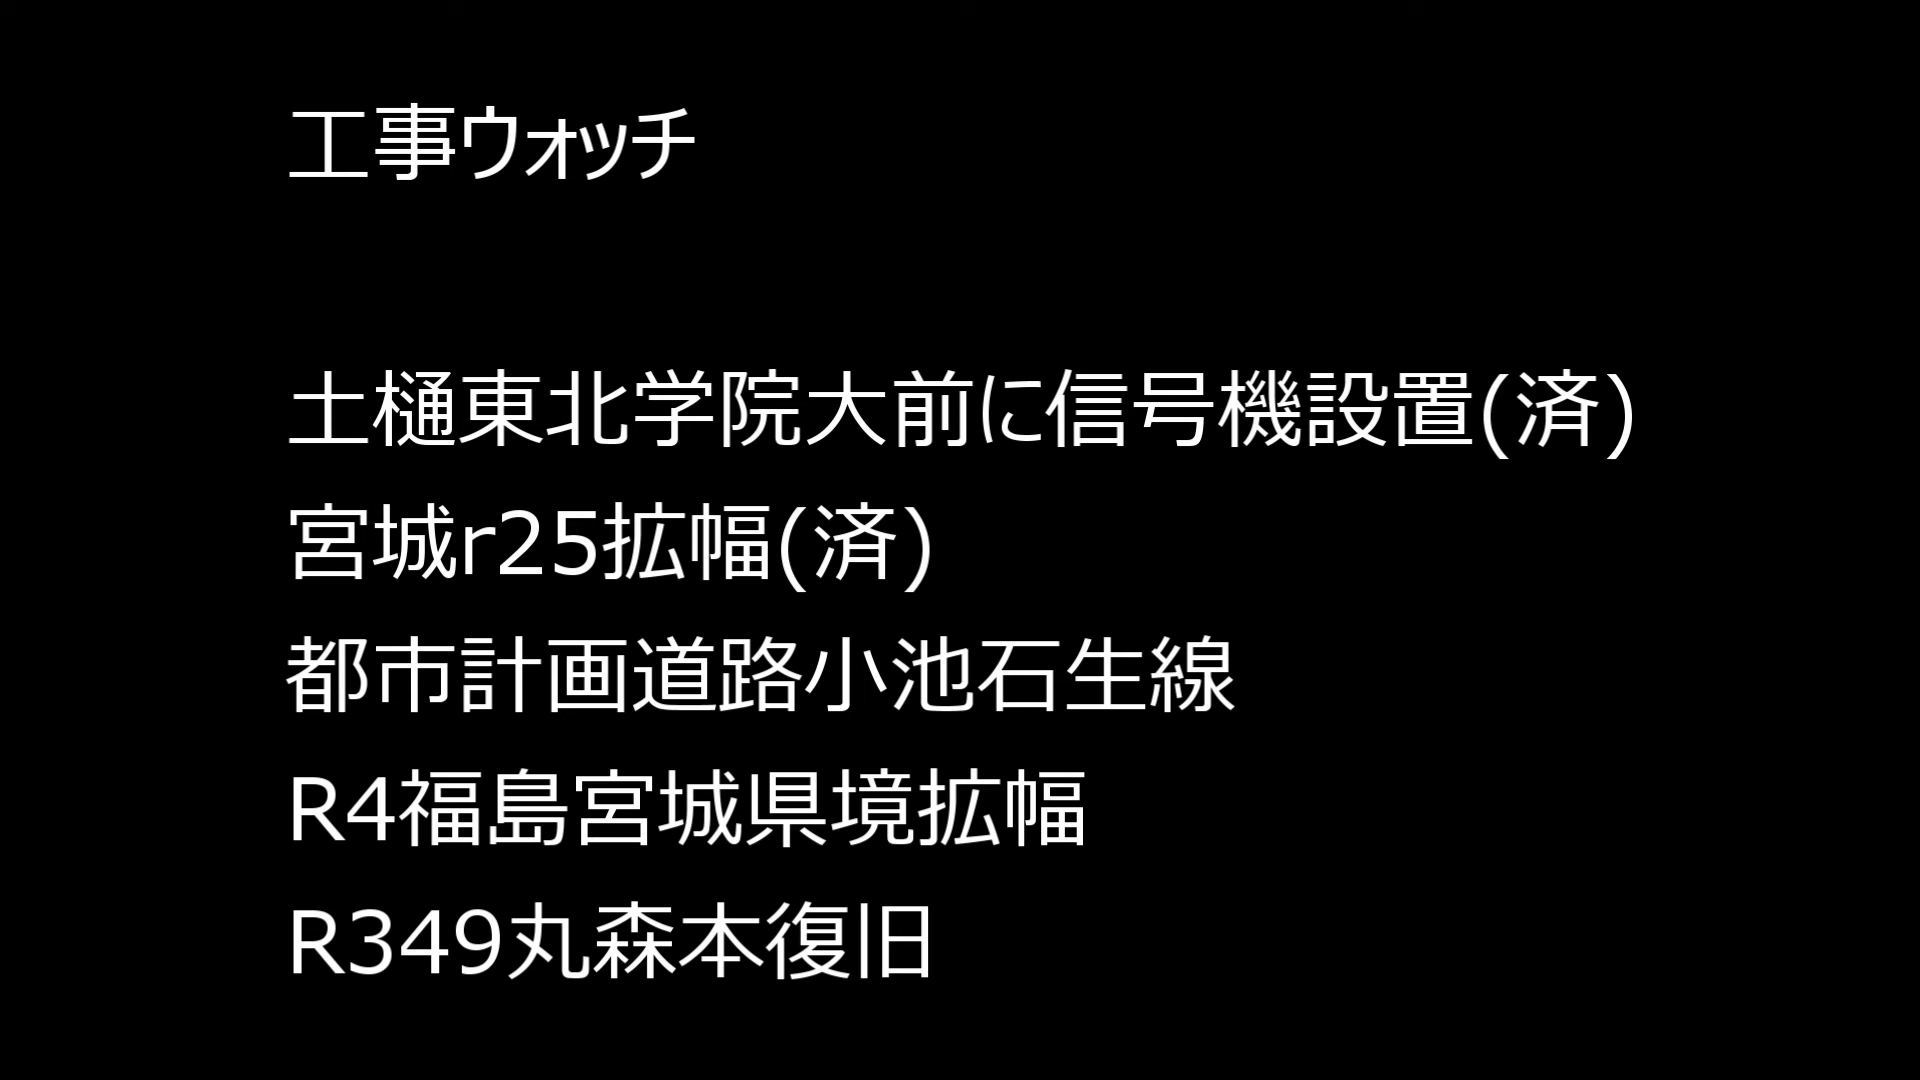 工事ウォッチ
土樋東北学院大前に信号機設置(済)
宮城r25拡幅(済)
都市計画道路小池石生線
R4福島宮城県境拡幅
R349丸森本復旧